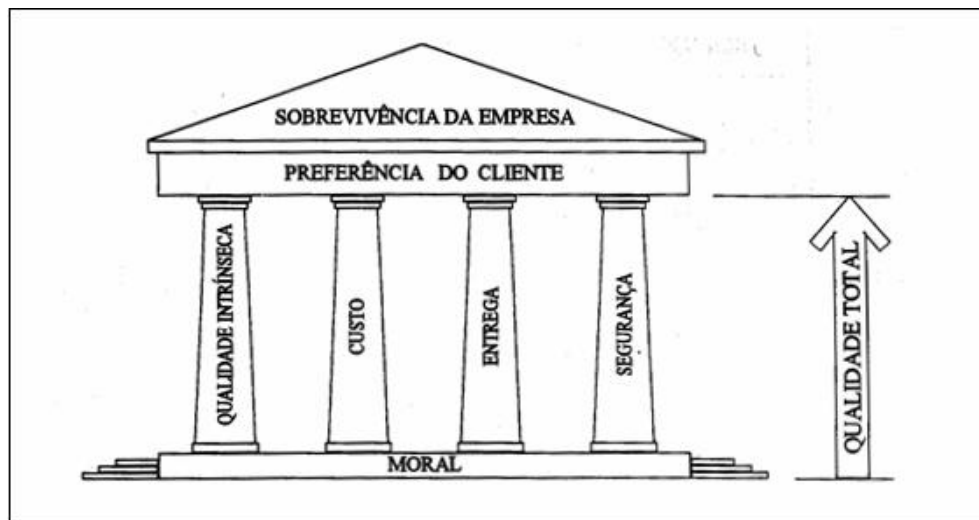 SOBREVIVÊNCIA DA EMPRESA
PREFERÊNCIA DO CLIENTE
QUALIDADE INTRÍNSECA
CUSTO
ENTREGA
SEGURANÇA
MORAL
QUALIDADE TOTAL